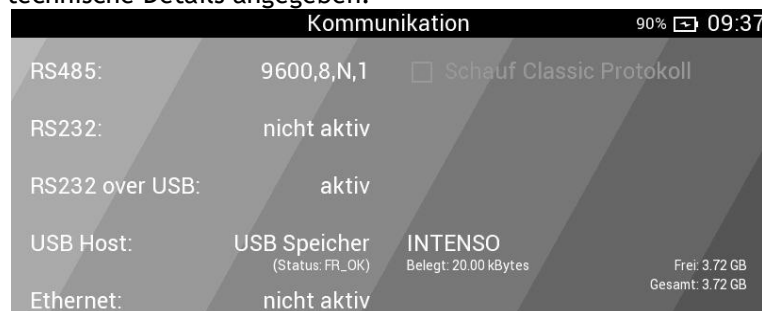 technische Details angegeben.
Kommunikation 90% 09:37
RS485: 9600,8,N,1 Schauf Classic Protokoll
RS232: nicht aktiv
RS232 over USB: aktiv
USB Host: USB Speicher INTENSO
(Status: FR_OK) Belegt: 20.00 kBytes Frei: 3.72 GB
Gesamt: 3.72 GB
Ethernet: nicht aktiv